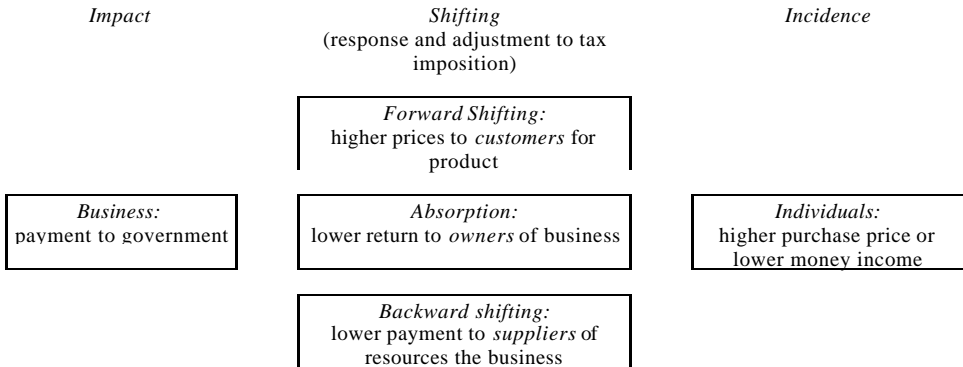 Impact
Shifting
(response and adjustment to tax
imposition)
Incidence
Forward Shifting:
higher prices to customers for
product
Business:
payment to government
Absorption:
lower return to owners of business
Individuals:
higher purchase price or
lower money income
Backward shifting:
lower payment to suppliers of
resources the business